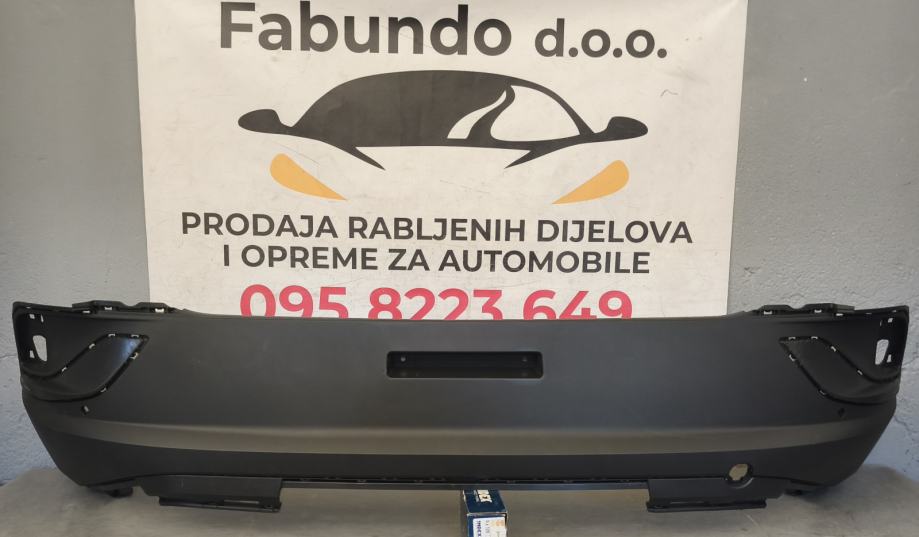 Fabundo d.o.o.
PRODAJA RABLJENIH DIJELOVA
I OPREME ZA AUTOMOBILE
095 8223 649